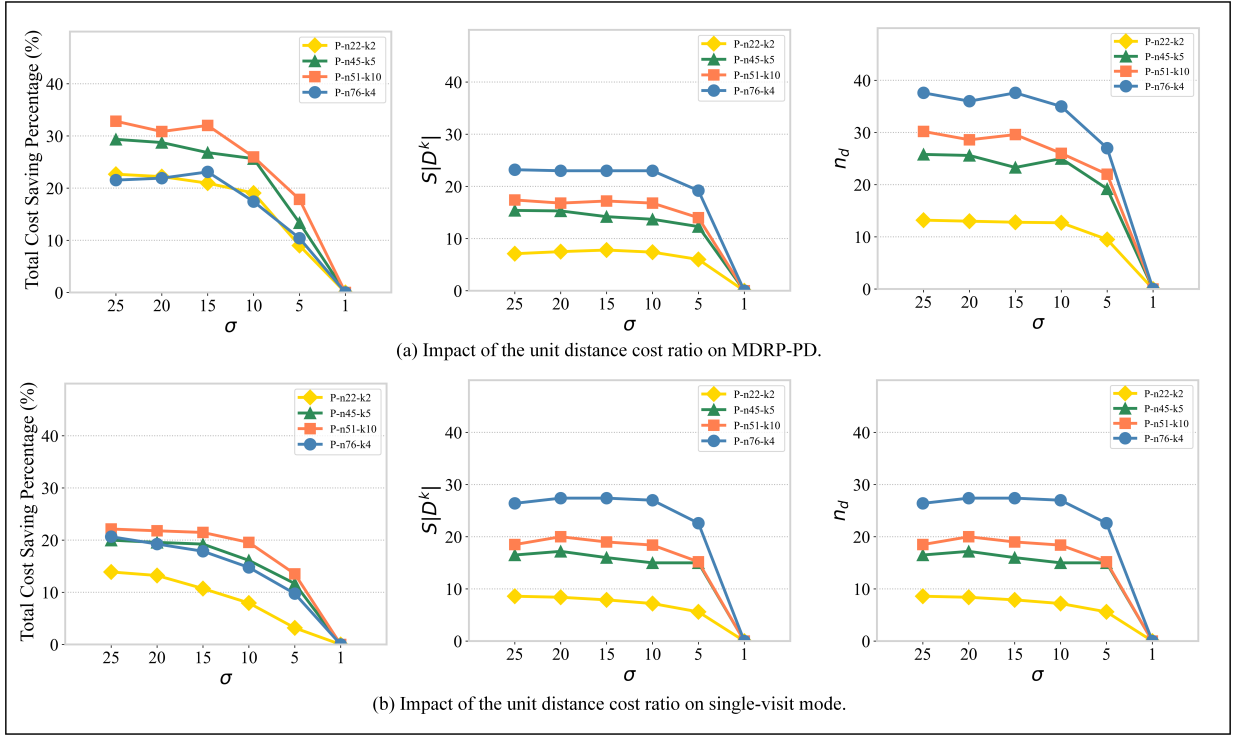 Total Cost Saving Percentage (%)
40
30
20
10
0
25 20 15 10 5 1
σ
P-n22-k2
P-n45-k5
P-n51-k10
P-n76-k4
S|D^k|
40
30
20
10
0
25 20 15 10 5 1
σ
P-n22-k2
P-n45-k5
P-n51-k10
P-n76-k4
n_d
40
30
20
10
0
25 20 15 10 5 1
σ
P-n22-k2
P-n45-k5
P-n51-k10
P-n76-k4
(a) Impact of the unit distance cost ratio on MDRP-PD.
Total Cost Saving Percentage (%)
40
30
20
10
0
25 20 15 10 5 1
σ
P-n22-k2
P-n45-k5
P-n51-k10
P-n76-k4
S|D^k|
40
30
20
10
0
25 20 15 10 5 1
σ
P-n22-k2
P-n45-k5
P-n51-k10
P-n76-k4
n_d
40
30
20
10
0
25 20 15 10 5 1
σ
P-n22-k2
P-n45-k5
P-n51-k10
P-n76-k4
(b) Impact of the unit distance cost ratio on single-visit mode.